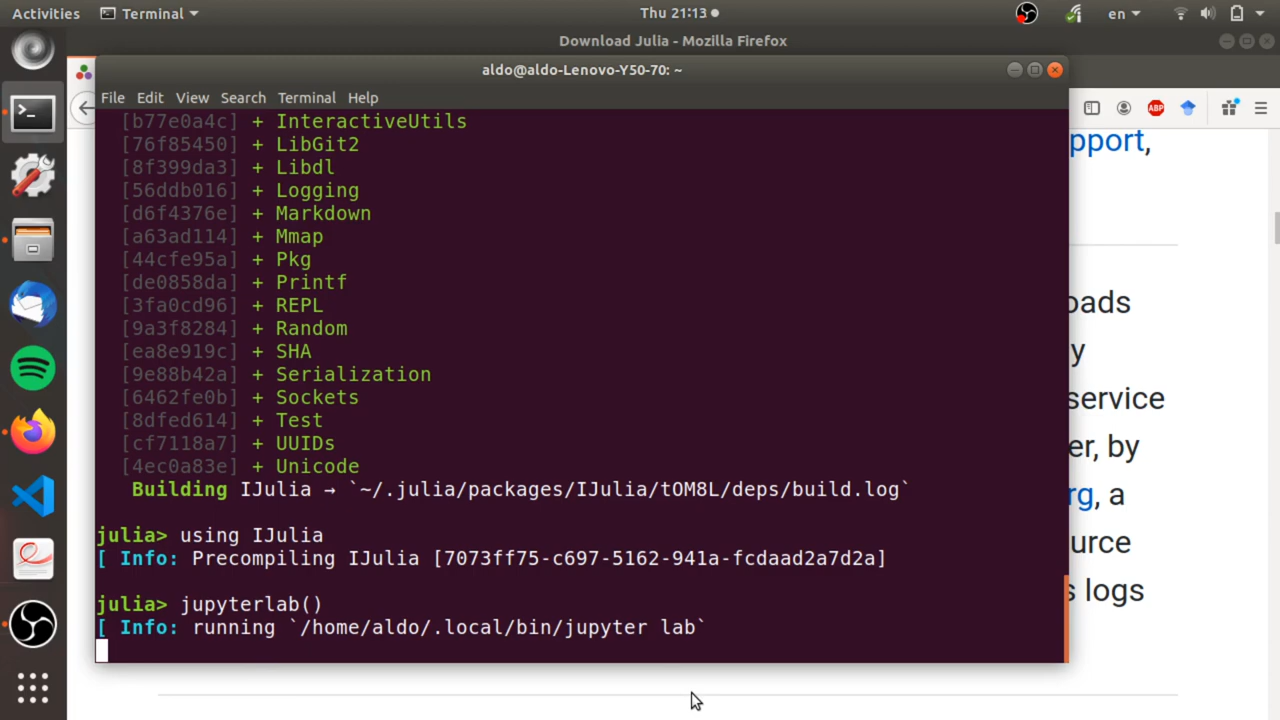 Activities Terminal Thu 21:13 en
Download Julia - Mozilla Firefox
aldo@aldo-Lenovo-Y50-70: ~
File Edit View Search Terminal Help
ABP
[b77e0a4c] + InteractiveUtils
[76f85450] + LibGit2
[8f399da3] + Libdl
[56ddb016] + Logging
[d6f4376e] + Markdown
[a63ad114] + Mmap
[44cfe95a] + Pkg
[de0858da] + Printf
[3fa0cd96] + REPL
[9a3f8284] + Random
[ea8e919c] + SHA
[9e88b42a] + Serialization
[6462fe0b] + Sockets
[8dfed614] + Test
[cf7118a7] + UUIDs
[4ec0a83e] + Unicode
Building IJulia → `~/.julia/packages/IJulia/tOM8L/deps/build.log`
julia> using IJulia
[ Info: Precompiling IJulia [7073ff75-c697-5162-941a-fcdaad2a7d2a]
julia> jupyterlab()
[ Info: running `/home/aldo/.local/bin/jupyter lab`
pport,
oads
y
service
er, by
rg, a
urce
s logs